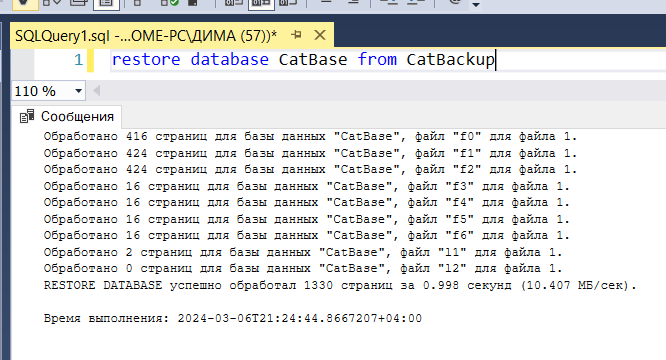 SQLQuery1.sql -...OME-PC\ДИМА (57))*
1 restore database CatBase from CatBackup
110 %
Сообщения
Обработано 416 страниц для базы данных "CatBase", файл "f0" для файла 1.
Обработано 424 страниц для базы данных "CatBase", файл "f1" для файла 1.
Обработано 424 страниц для базы данных "CatBase", файл "f2" для файла 1.
Обработано 16 страниц для базы данных "CatBase", файл "f3" для файла 1.
Обработано 16 страниц для базы данных "CatBase", файл "f4" для файла 1.
Обработано 16 страниц для базы данных "CatBase", файл "f5" для файла 1.
Обработано 16 страниц для базы данных "CatBase", файл "f6" для файла 1.
Обработано 2 страниц для базы данных "CatBase", файл "l1" для файла 1.
Обработано 0 страниц для базы данных "CatBase", файл "l2" для файла 1.
RESTORE DATABASE успешно обработал 1330 страниц за 0.998 секунд (10.407 МБ/сек).
Время выполнения: 2024-03-06T21:24:44.8667207+04:00